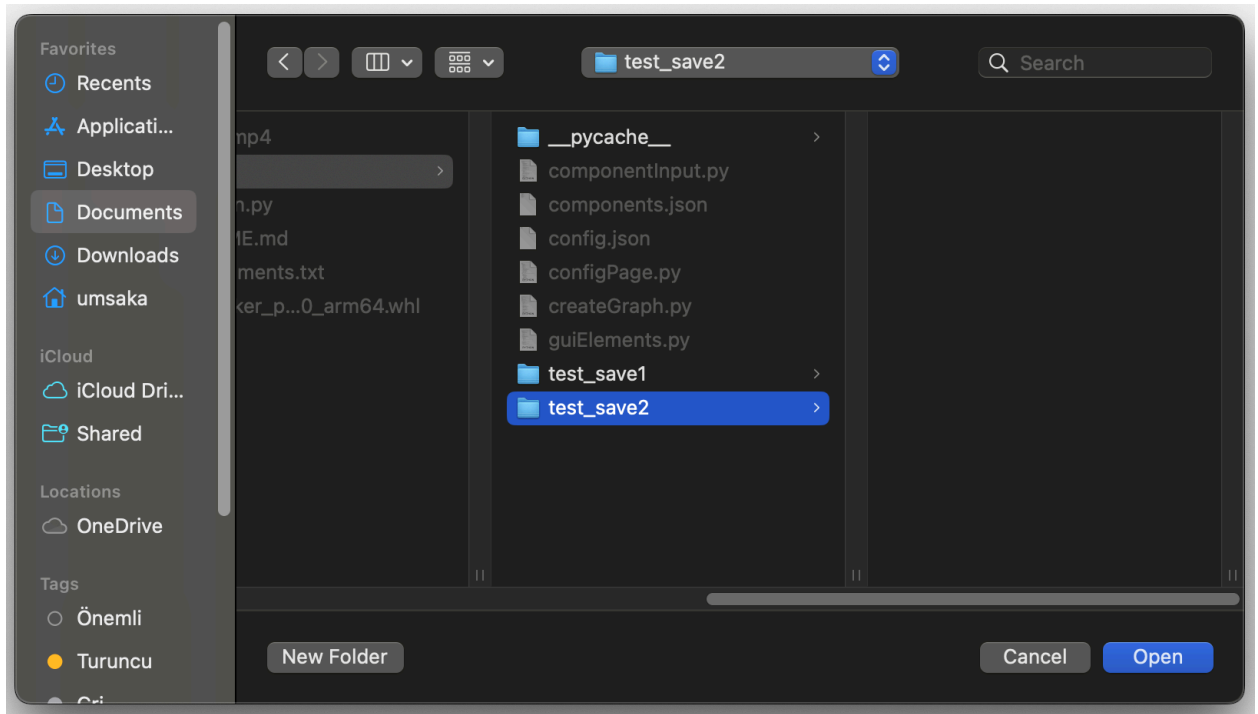 Favorites
Recents
Applicati...
Desktop
Documents
Downloads
umsaka
iCloud
iCloud Dri...
Shared
Locations
OneDrive
Tags
Önemli
Turuncu
test_save2
Search
mp4
n.py
ME.md
ments.txt
ker_p...0_arm64.whl
__pycache__
componentInput.py
components.json
config.json
configPage.py
createGraph.py
guiElements.py
test_save1
test_save2
New Folder
Cancel
Open